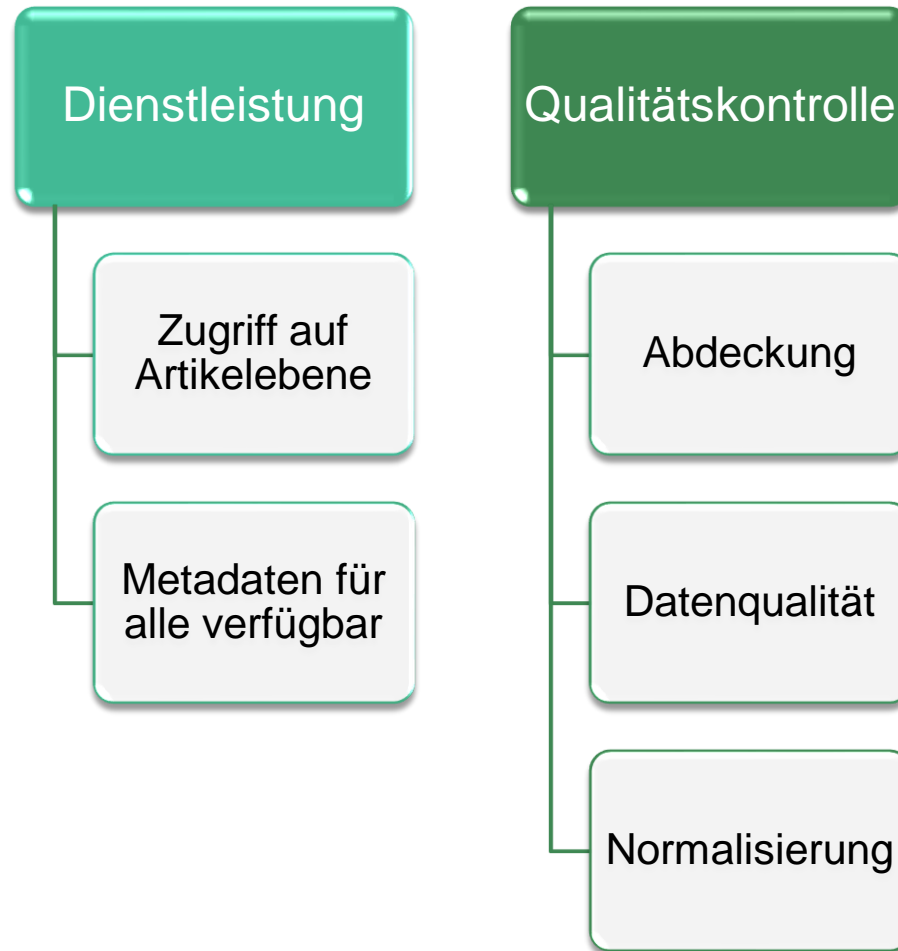 Dienstleistung
Zugriff auf
Artikelebene
Metadaten für
alle verfügbar
Qualitätskontrolle
Abdeckung
Datenqualität
Normalisierung